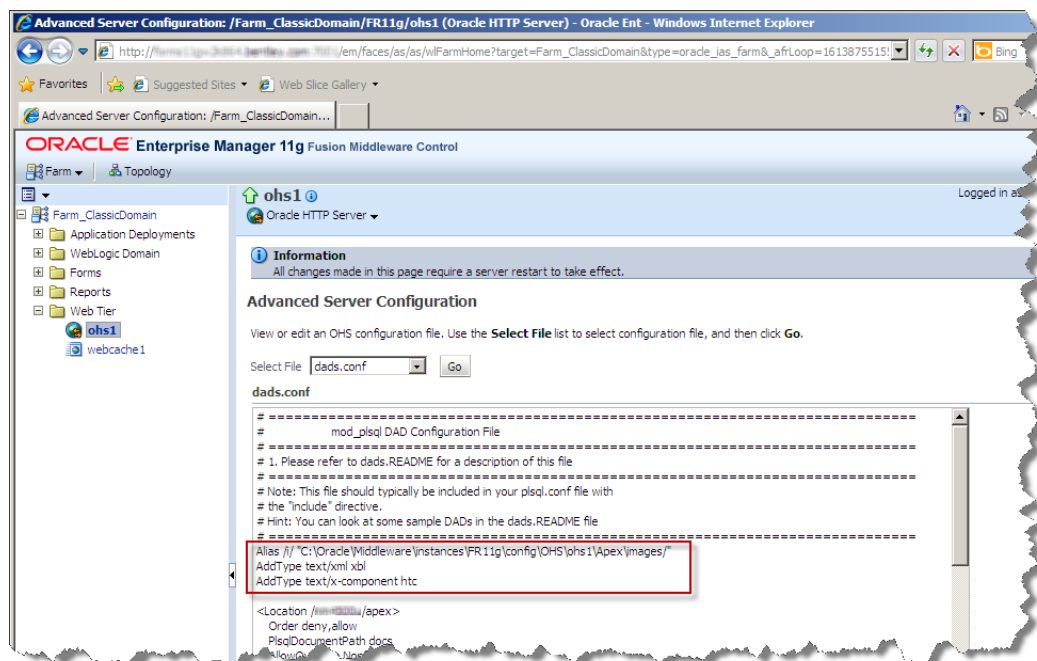 Advanced Server Configuration: /Farm_ClassicDomain/FR11g/ohs1 (Oracle HTTP Server) - Oracle Ent - Windows Internet Explorer
http:// /em/faces/as/as/wlFarmHome?target=Farm_ClassicDomain&type=oracle_ias_farm&_afrLoop=1613875515
Bing
Favorites
Suggested Sites
Web Slice Gallery
Advanced Server Configuration: /Farm_ClassicDomain...
ORACLE Enterprise Manager 11g Fusion Middleware Control
Farm
Topology
ohs1
Logged in as
Oracle HTTP Server
Farm_ClassicDomain
Application Deployments
WebLogic Domain
Forms
Reports
Web Tier
ohs1
webcache1
Information
All changes made in this page require a server restart to take effect.
Advanced Server Configuration
View or edit an OHS configuration file. Use the Select File list to select configuration file, and then click Go.
Select File dads.conf Go
dads.conf
# ============================================================================
# mod_plsql DAD Configuration File
# ============================================================================
# 1. Please refer to dads.README for a description of this file
# ============================================================================
# Note: This file should typically be included in your plsql.conf file with
# the "include" directive.
# Hint: You can look at some sample DADs in the dads.README file
# ============================================================================
Alias /i/ "C:\Oracle\Middleware\instances\FR11g\config\OHS\ohs1\Apex\images/"
AddType text/xml xbl
AddType text/x-component htc
<Location / /apex>
Order deny,allow
PlsqlDocumentPath docs